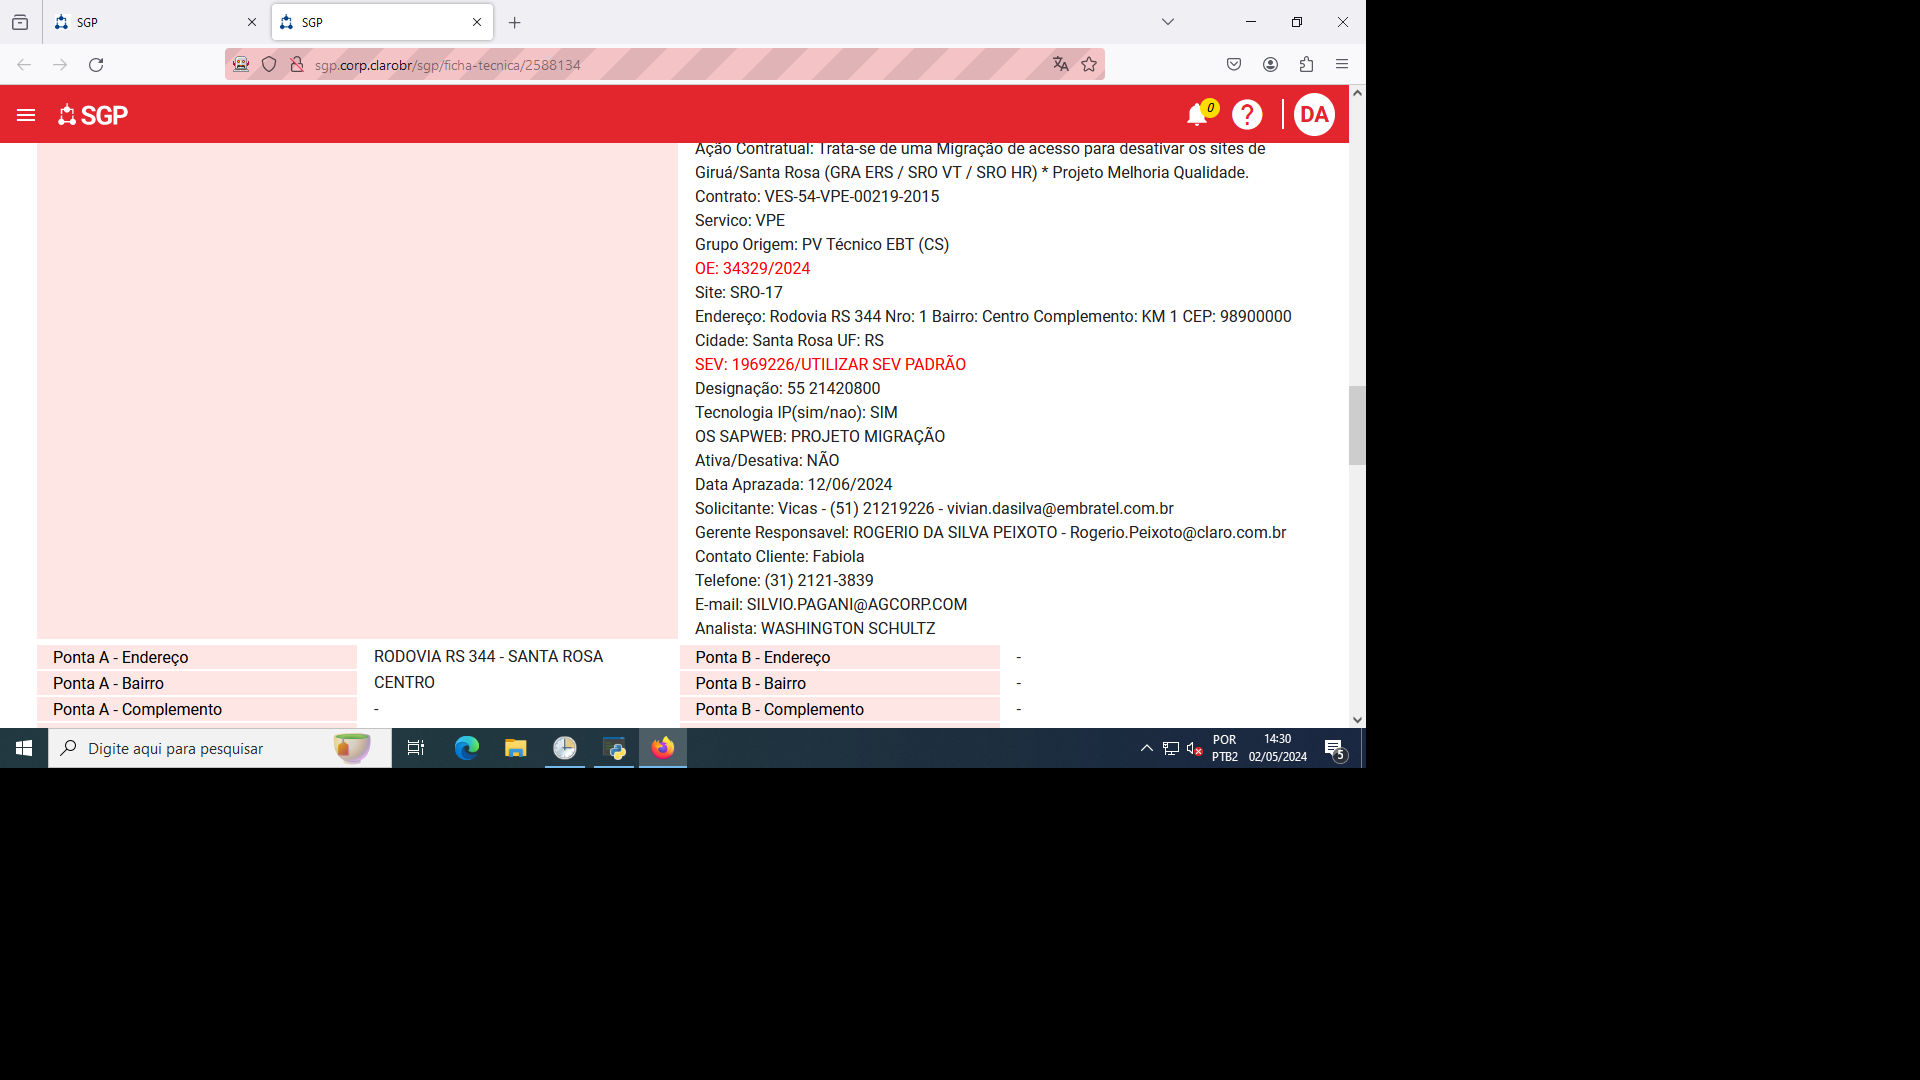 SGP
SGP
sgp.corp.clarobr/sgp/ficha-tecnica/2588134
SGP
0
?
DA
Ação Contratual: Trata-se de uma Migração de acesso para desativar os sites de
Giruá/Santa Rosa (GRA ERS / SRO VT / SRO HR) * Projeto Melhoria Qualidade.
Contrato: VES-54-VPE-00219-2015
Servico: VPE
Grupo Origem: PV Técnico EBT (CS)
OE: 34329/2024
Site: SRO-17
Endereço: Rodovia RS 344 Nro: 1 Bairro: Centro Complemento: KM 1 CEP: 98900000
Cidade: Santa Rosa UF: RS
SEV: 1969226/UTILIZAR SEV PADRÃO
Designação: 55 21420800
Tecnologia IP(sim/nao): SIM
OS SAPWEB: PROJETO MIGRAÇÃO
Ativa/Desativa: NÃO
Data Aprazada: 12/06/2024
Solicitante: Vicas - (51) 21219226 - vivian.dasilva@embratel.com.br
Gerente Responsavel: ROGERIO DA SILVA PEIXOTO - Rogerio.Peixoto@claro.com.br
Contato Cliente: Fabiola
Telefone: (31) 2121-3839
E-mail: SILVIO.PAGANI@AGCORP.COM
Analista: WASHINGTON SCHULTZ
Ponta A - Endereço RODOVIA RS 344 - SANTA ROSA Ponta B - Endereço -
Ponta A - Bairro CENTRO Ponta B - Bairro -
Ponta A - Complemento - Ponta B - Complemento -
Digite aqui para pesquisar
POR
PTB2
14:30
02/05/2024
5